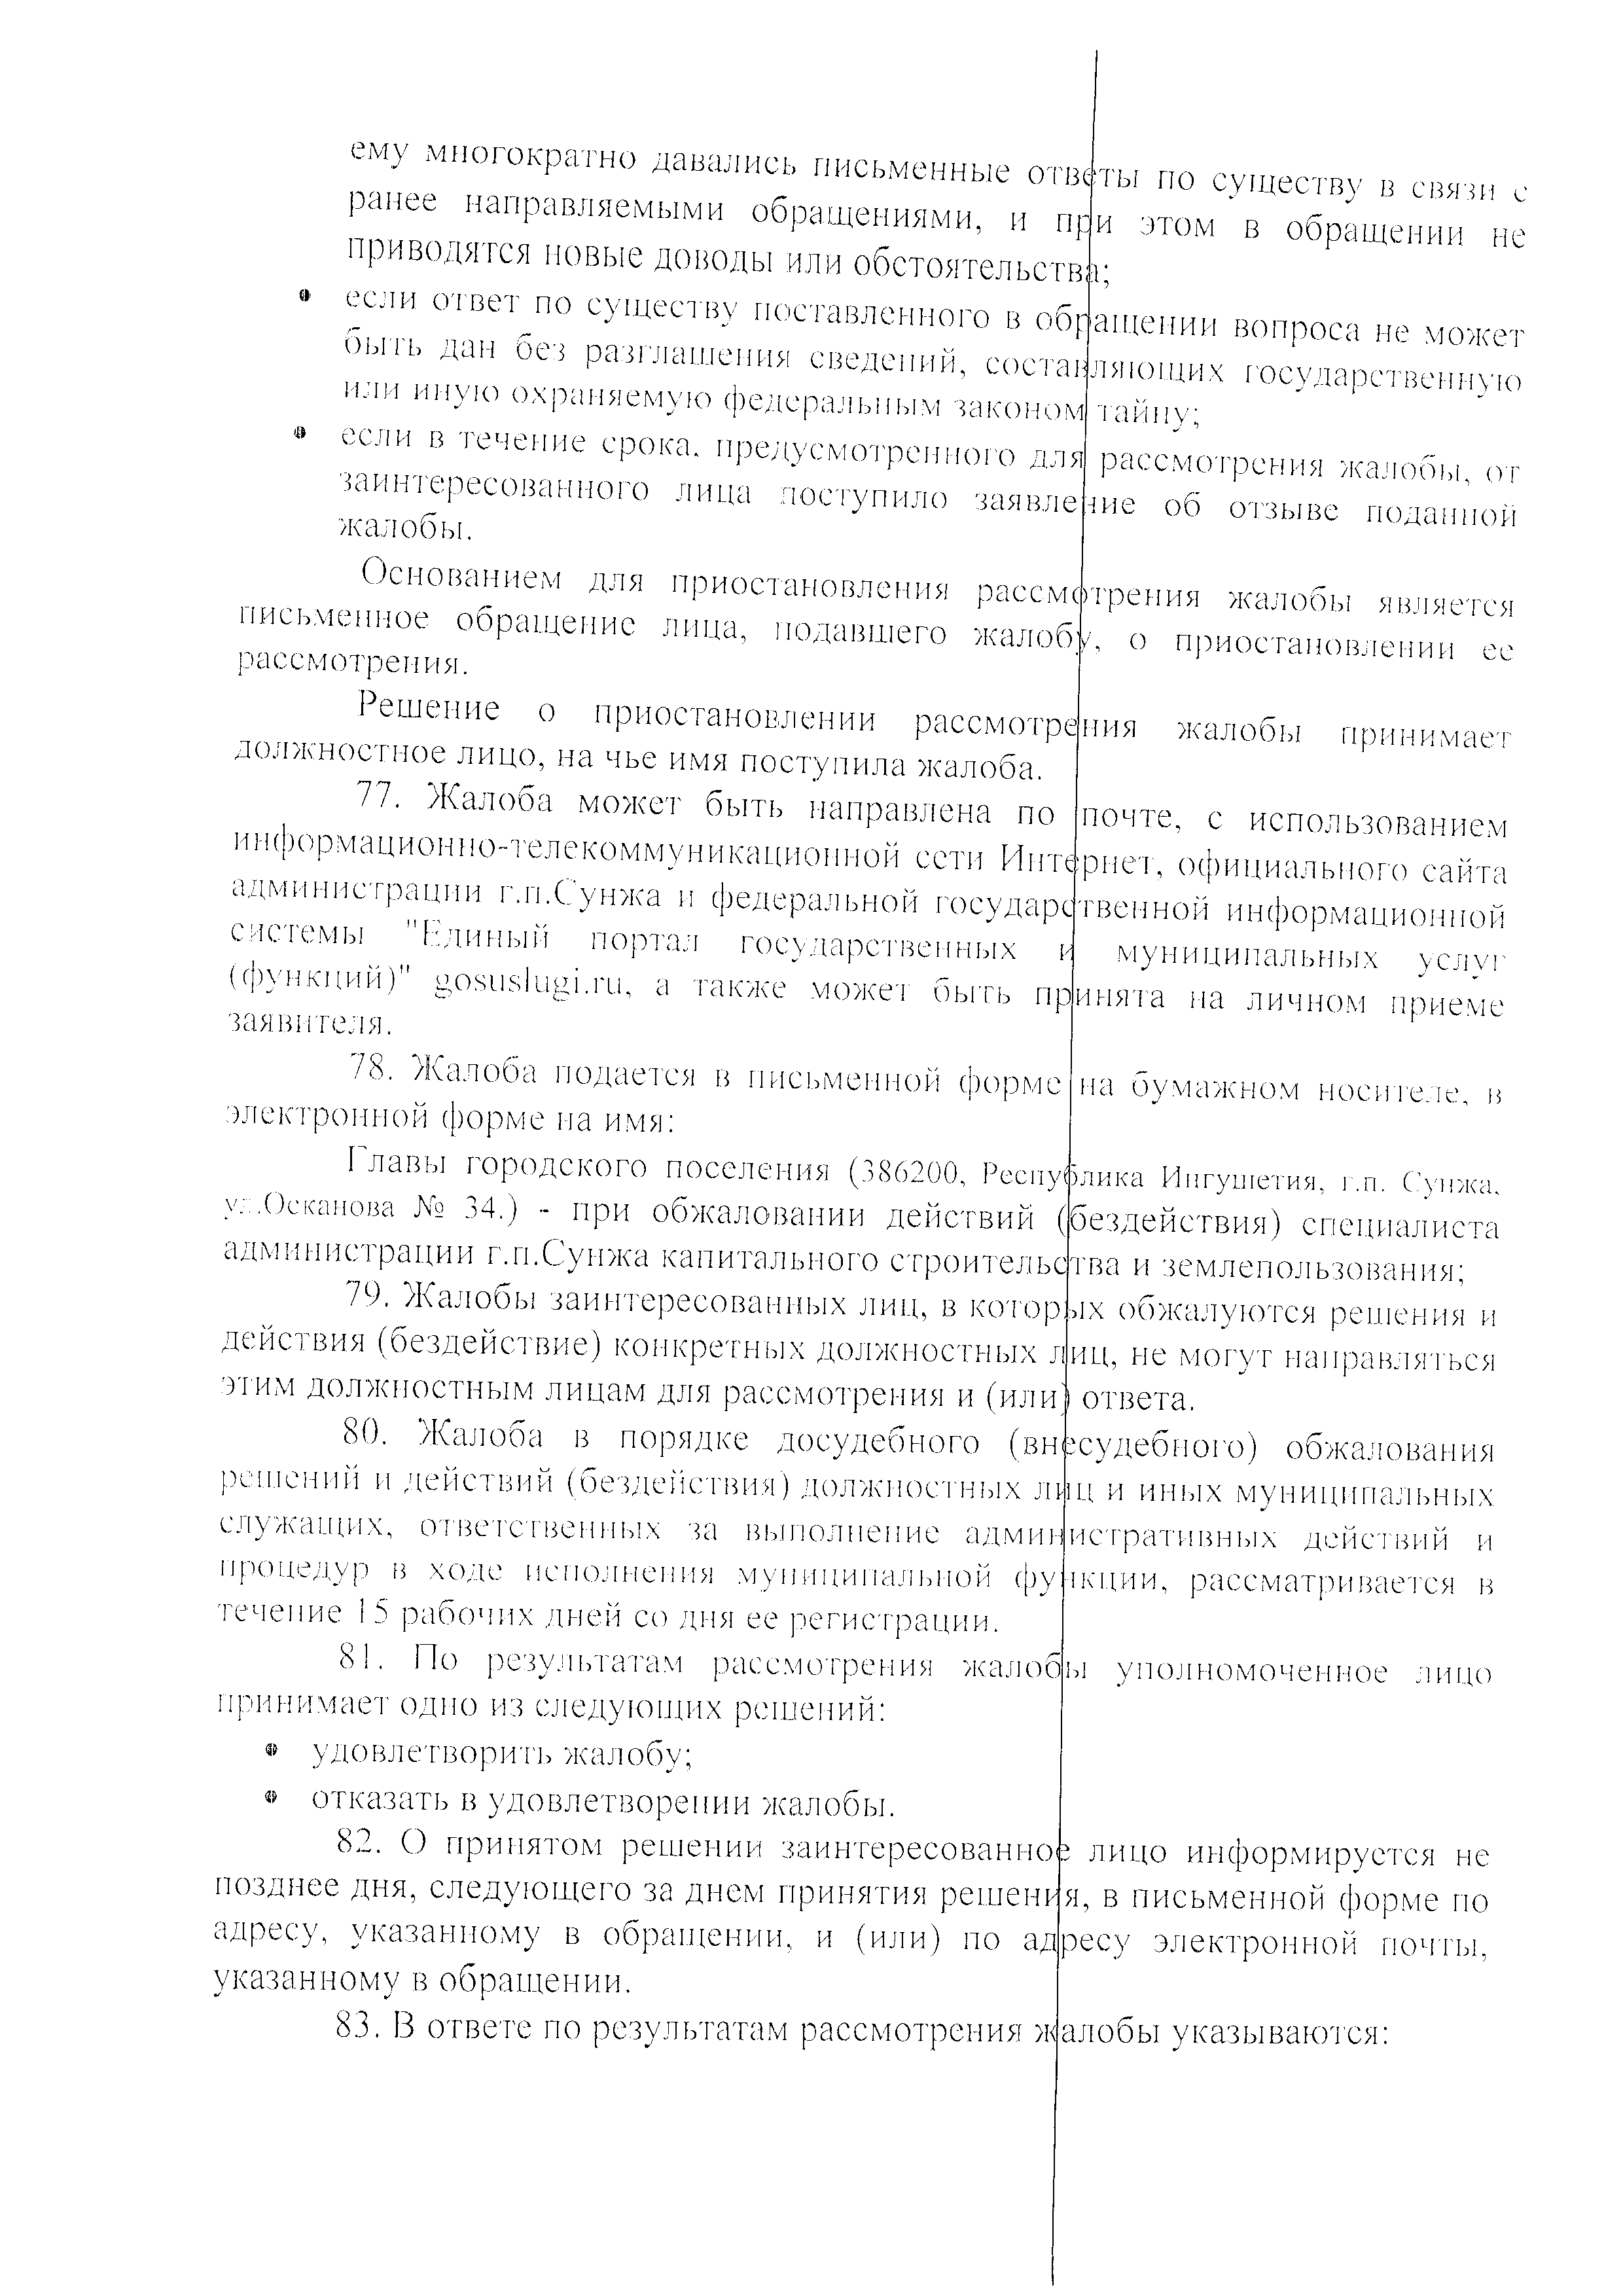 ему многократно давались письменные ответы по существу в связи с
ранее направляемыми обращениями, и при этом в обращении не
приводятся новые доводы или обстоятельства;
• если ответ по существу поставленного в обращении вопроса не может
быть дан без разглашения сведений, составляющих государственную
или иную охраняемую федеральным законом тайну;
• если в течение срока, предусмотренного для рассмотрения жалобы, от
заинтересованного лица поступило заявление об отзыве поданной
жалобы.
Основанием для приостановления рассмотрения жалобы является
письменное обращение лица, подавшего жалобу, о приостановлении ее
рассмотрения.
Решение о приостановлении рассмотрения жалобы принимает
должностное лицо, на чье имя поступила жалоба.
77. Жалоба может быть направлена по почте, с использованием
информационно-телекоммуникационной сети Интернет, официального сайта
администрации г.п.Сунжа и федеральной государственной информационной
системы "Единый портал государственных и муниципальных услуг
(функций)" gosuslugi.ru, а также может быть принята на личном приеме
заявителя.
78. Жалоба подается в письменной форме на бумажном носителе, в
электронной форме на имя:
Главы городского поселения (386200, Республика Ингушетия, г.п. Сунжа,
ул.Осканова № 34.) - при обжаловании действий (бездействия) специалиста
администрации г.п.Сунжа капитального строительства и землепользования;
79. Жалобы заинтересованных лиц, в которых обжалуются решения и
действия (бездействие) конкретных должностных лиц, не могут направляться
этим должностным лицам для рассмотрения и (или) ответа.
80. Жалоба в порядке досудебного (внесудебного) обжалования
решений и действий (бездействия) должностных лиц и иных муниципальных
служащих, ответственных за выполнение административных действий и
процедур в ходе исполнения муниципальной функции, рассматривается в
течение 15 рабочих дней со дня ее регистрации.
81. По результатам рассмотрения жалобы уполномоченное лицо
принимает одно из следующих решений:
• удовлетворить жалобу;
• отказать в удовлетворении жалобы.
82. О принятом решении заинтересованное лицо информируется не
позднее дня, следующего за днем принятия решения, в письменной форме по
адресу, указанному в обращении, и (или) по адресу электронной почты,
указанному в обращении.
83. В ответе по результатам рассмотрения жалобы указываются: